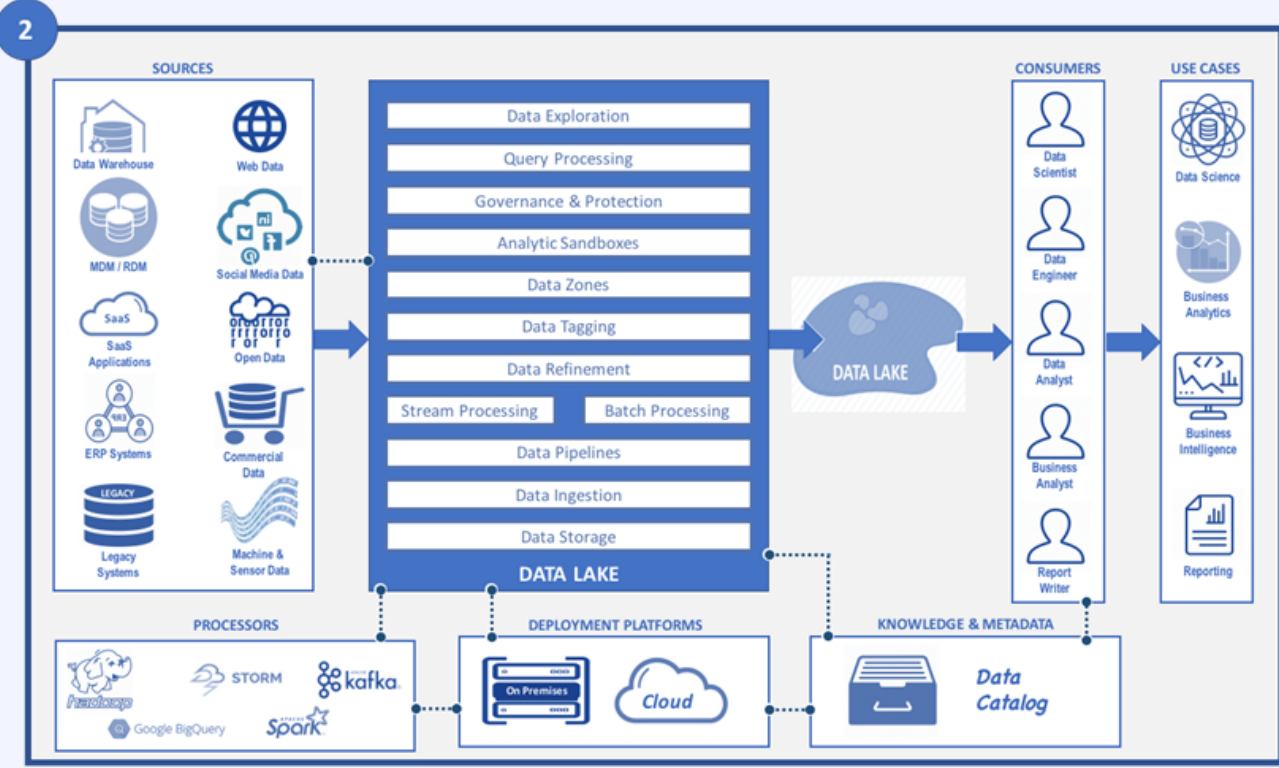 2
SOURCES
Data Warehouse
Web Data
MDM / RDM
Social Media Data
SaaS
SaaS
Applications
Open Data
ERP
ERP Systems
Commercial
Data
LEGACY
Legacy
Systems
Machine &
Sensor Data
Data Exploration
Query Processing
Governance & Protection
Analytic Sandboxes
Data Zones
Data Tagging
Data Refinement
Stream Processing
Batch Processing
Data Pipelines
Data Ingestion
Data Storage
DATA LAKE
DATA LAKE
CONSUMERS
Data
Scientist
Data
Engineer
Data
Analyst
Business
Analyst
Report
Writer
USE CASES
Data Science
Business
Analytics
</>
Business
Intelligence
Reporting
PROCESSORS
hadoop
STORM
kafka
Google BigQuery
APACHE
Spark
DEPLOYMENT PLATFORMS
On Premises
Cloud
KNOWLEDGE & METADATA
Data
Catalog